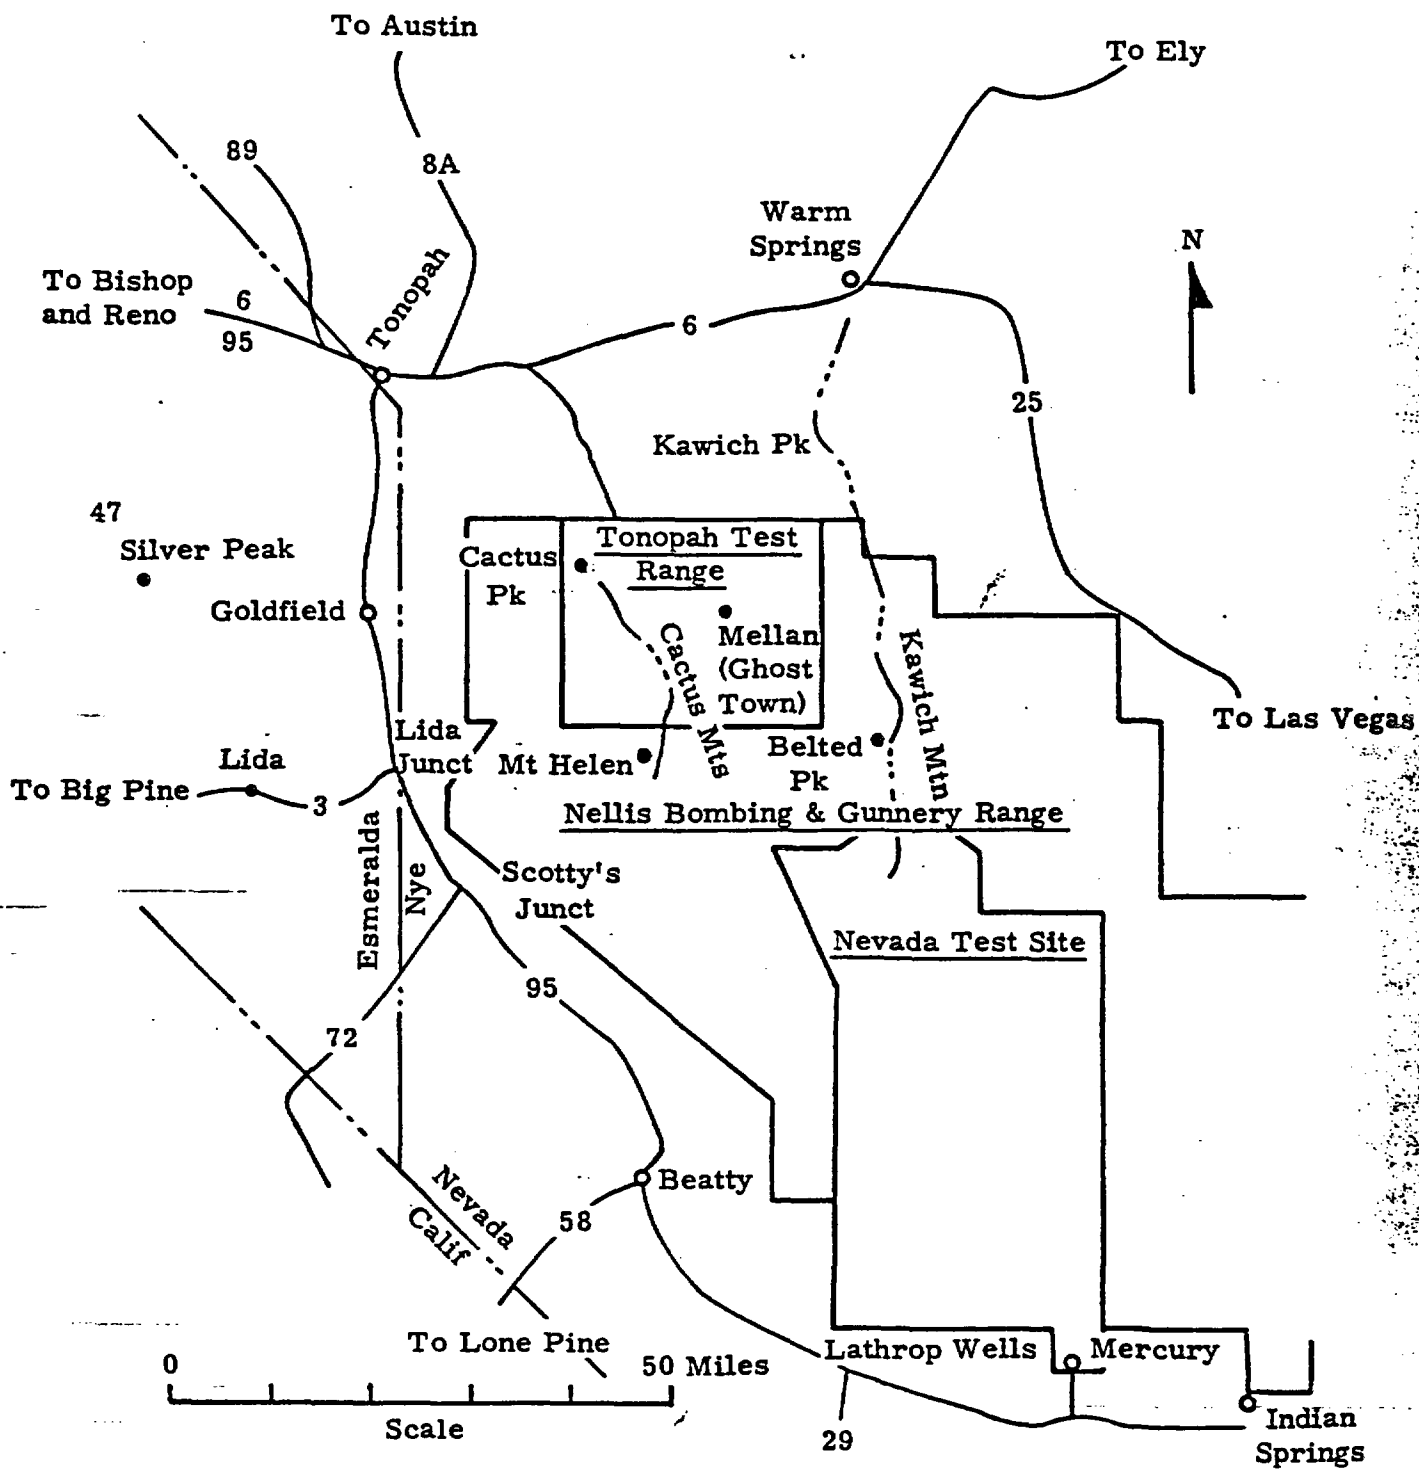 To Austin
To Ely
89
8A
Warm
Springs
N
Tonopah
To Bishop
and Reno
6
95
6
25
Kawich Pk
47
Silver Peak
Tonopah Test
Range
Cactus
Pk
Goldfield
Mellan
(Ghost
Town)
Cactus Mts
Kawich Mtn
To Las Vegas
Lida
Junct
Lida
Mt Helen
Belted
Pk
To Big Pine
3
Nellis Bombing & Gunnery Range
Esmeralda
Nye
Scotty's
Junct
Nevada Test Site
95
72
Nevada
Calif
Beatty
58
To Lone Pine
Lathrop Wells
Mercury
0
50 Miles
Scale
29
Indian
Springs